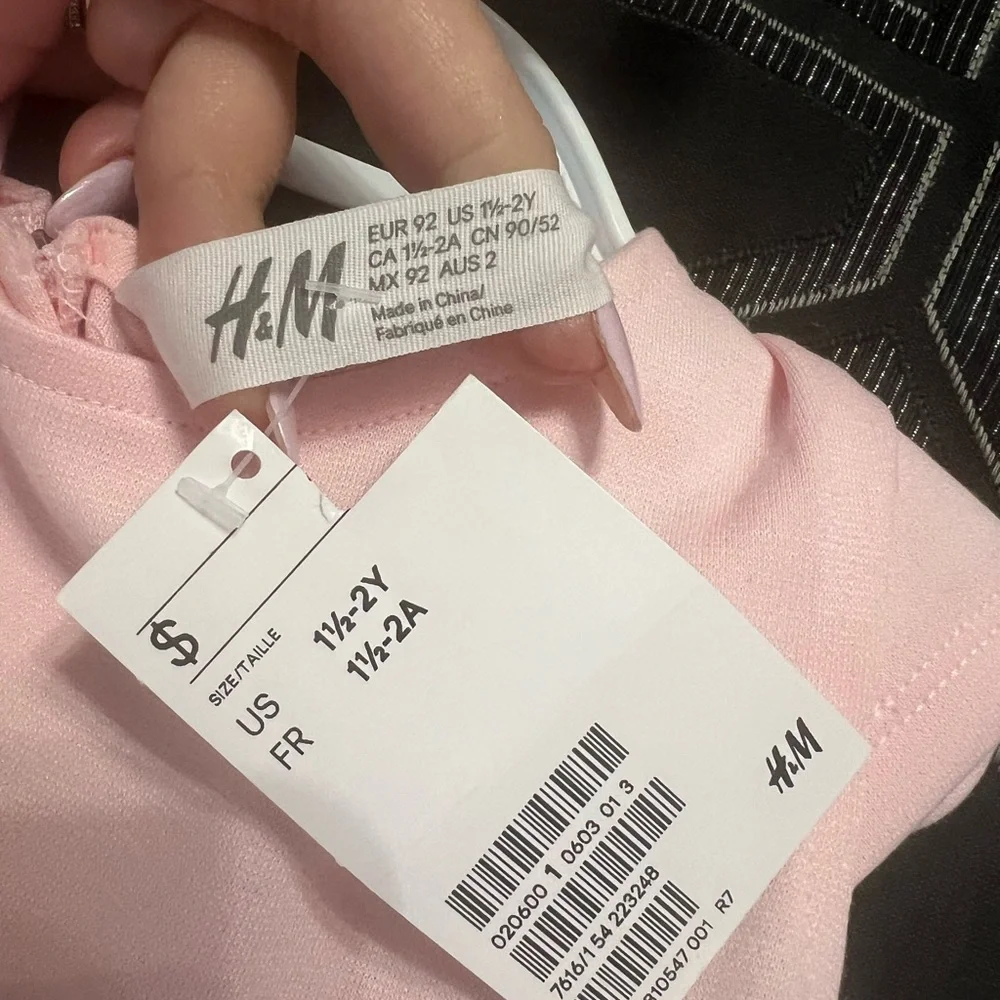 H&M
EUR 92 US 1½-2Y
CA 1½-2A CN 90/52
MX 92 AUS 2
Made in China/
Fabriqué en Chine
$
SIZE/TAILLE
US 1½-2Y
FR 1½-2A
H&M
020600 1 0603 01 3
7616/1 54 223248
310547 001 R7